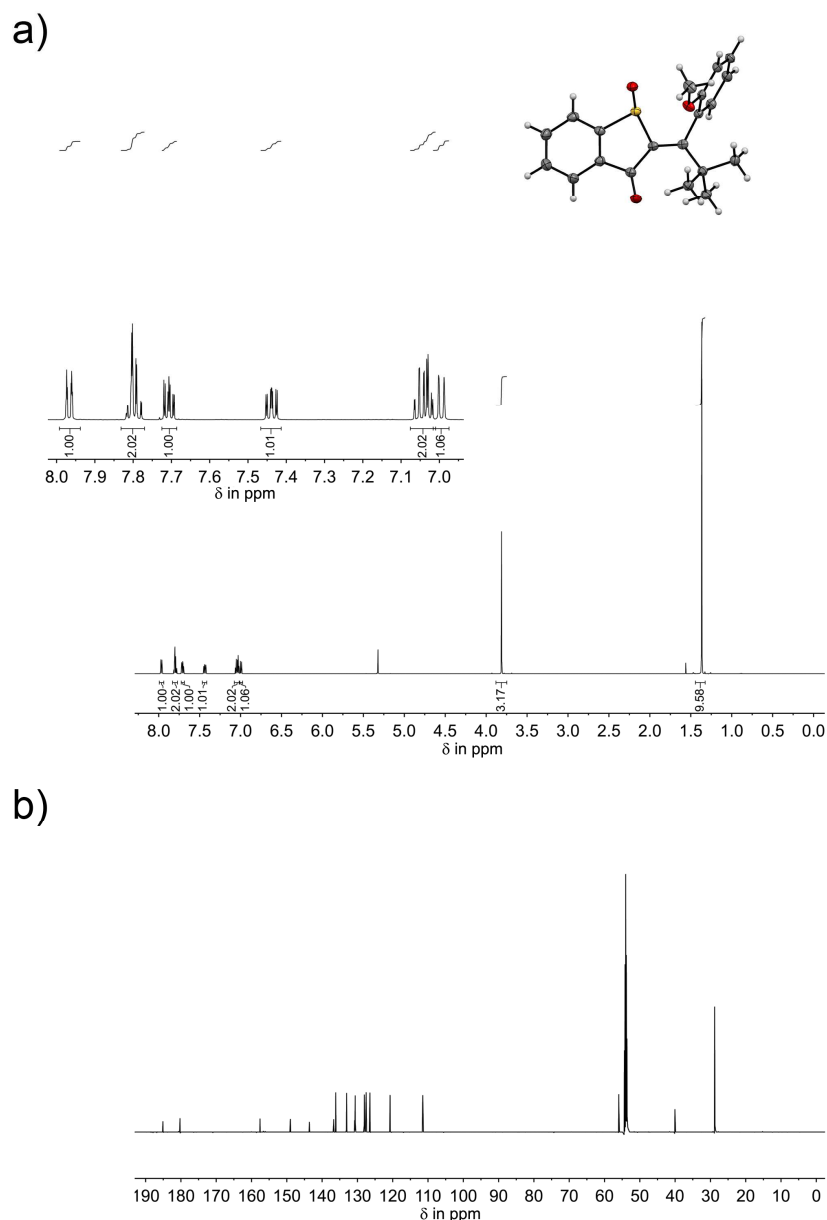 a)
1.00 2.02 1.00 1.01 2.02 1.06
8.0 7.9 7.8 7.7 7.6 7.5 7.4 7.3 7.2 7.1 7.0
δ in ppm
1.00 2.02 1.00 1.01 2.02 1.06 3.17 9.58
8.0 7.5 7.0 6.5 6.0 5.5 5.0 4.5 4.0 3.5 3.0 2.5 2.0 1.5 1.0 0.5 0.0
δ in ppm
b)
190 180 170 160 150 140 130 120 110 100 90 80 70 60 50 40 30 20 10 0
δ in ppm